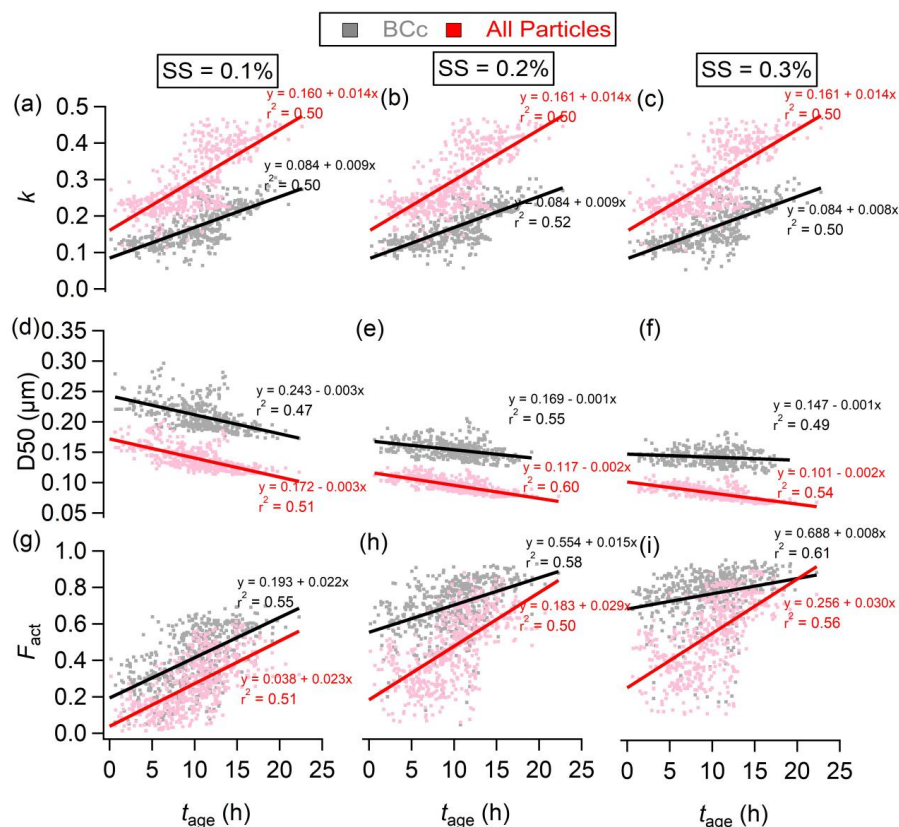 BCc All Particles
SS = 0.1% SS = 0.2% SS = 0.3%
(a) (b) (c)
y = 0.160 + 0.014x
r² = 0.50
y = 0.161 + 0.014x
r² = 0.50
y = 0.161 + 0.014x
r² = 0.50
y = 0.084 + 0.009x
r² = 0.50
y = 0.084 + 0.009x
r² = 0.52
y = 0.084 + 0.008x
r² = 0.50
k
0.5
0.4
0.3
0.2
0.1
0.0
(d) (e) (f)
y = 0.243 - 0.003x
r² = 0.47
y = 0.169 - 0.001x
r² = 0.55
y = 0.147 - 0.001x
r² = 0.49
y = 0.172 - 0.003x
r² = 0.51
y = 0.117 - 0.002x
r² = 0.60
y = 0.101 - 0.002x
r² = 0.54
D50 (μm)
0.35
0.30
0.25
0.20
0.15
0.10
0.05
(g) (h) (i)
y = 0.193 + 0.022x
r² = 0.55
y = 0.554 + 0.015x
r² = 0.58
y = 0.688 + 0.008x
r² = 0.61
y = 0.038 + 0.023x
r² = 0.51
y = 0.183 + 0.029x
r² = 0.50
y = 0.256 + 0.030x
r² = 0.56
Fact
1.0
0.8
0.6
0.4
0.2
0.0
0 5 10 15 20 25 0 5 10 15 20 25 0 5 10 15 20 25
tage (h) tage (h) tage (h)